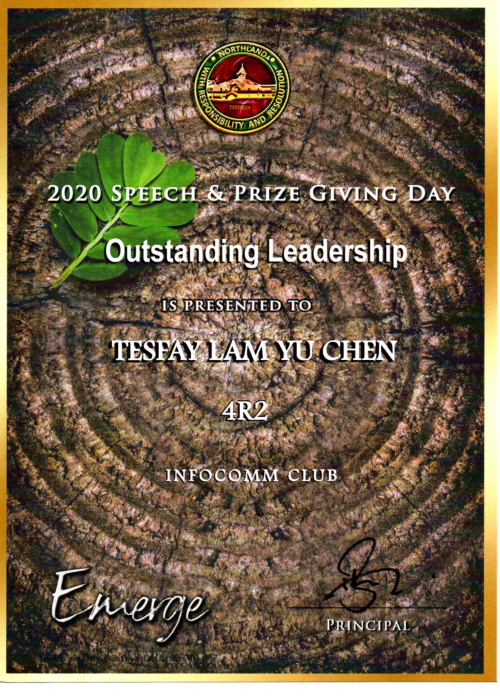 NORTHLAND
WITH RESPONSIBILITY AND RESOLUTION
2020 SPEECH & PRIZE GIVING DAY
Outstanding Leadership
IS PRESENTED TO
TESFAY LAM YU CHEN
4R2
INFOCOMM CLUB
Emerge
PRINCIPAL